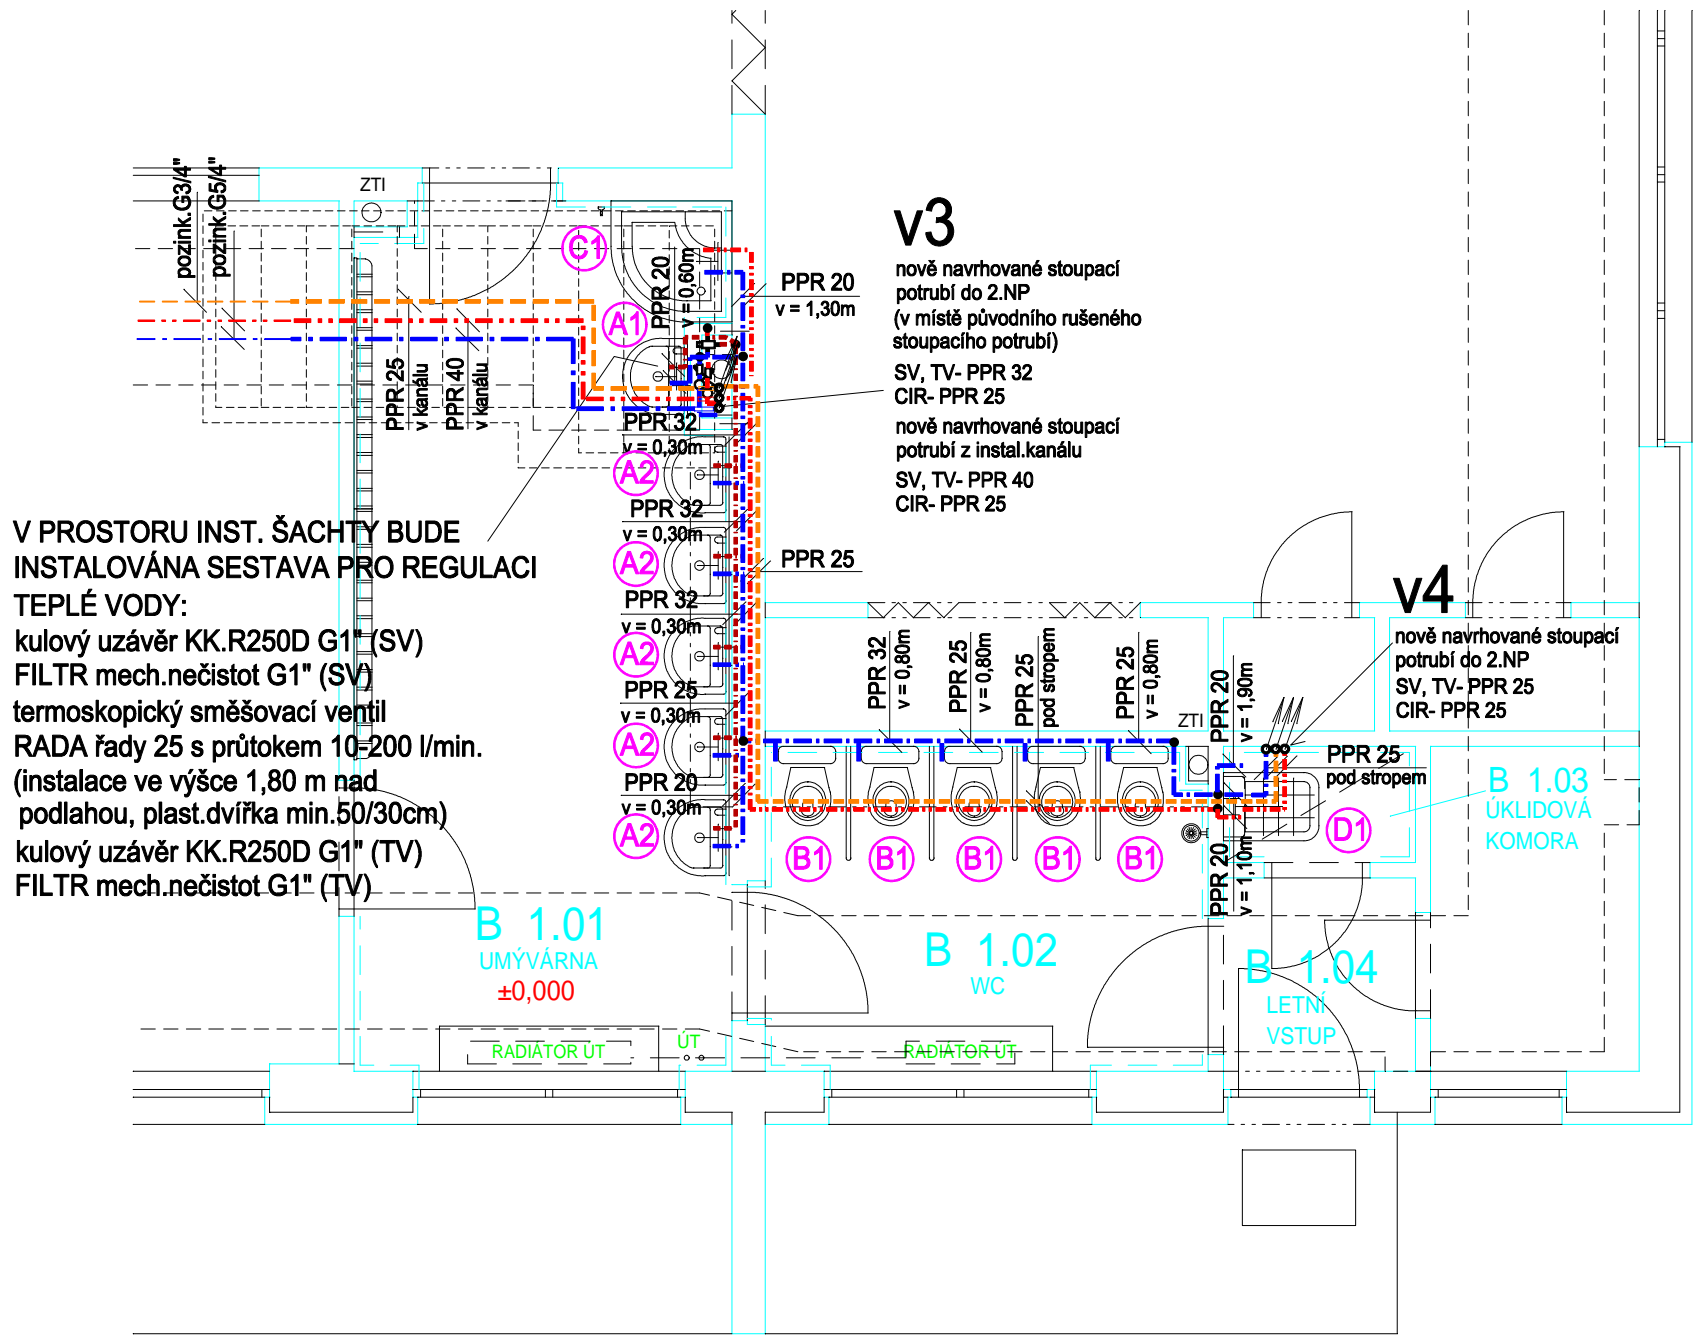 pozink.G3/4"
pozink.G5/4"
ZTI
C1
A1
PPR 20
v = 0,60m
PPR 20
v = 1,30m
v3
nově navrhované stoupací
potrubí do 2.NP
(v místě původního rušeného
stoupacího potrubí)
SV, TV- PPR 32
CIR- PPR 25
nově navrhované stoupací
potrubí z instal.kanálu
SV, TV- PPR 40
CIR- PPR 25
PPR 25
v kanálu
PPR 40
v kanálu
PPR 32
v = 0,30m
A2
PPR 32
v = 0,30m
A2
PPR 32
v = 0,30m
A2
PPR 25
v = 0,30m
A2
PPR 20
v = 0,30m
A2
PPR 25
V PROSTORU INST. ŠACHTY BUDE
INSTALOVÁNA SESTAVA PRO REGULACI
TEPLÉ VODY:
kulový uzávěr KK.R250D G1" (SV)
FILTR mech.nečistot G1" (SV)
termoskopický směšovací ventil
RADA řady 25 s průtokem 10-200 l/min.
(instalace ve výšce 1,80 m nad
podlahou, plast.dvířka min.50/30cm)
kulový uzávěr KK.R250D G1" (TV)
FILTR mech.nečistot G1" (TV)
PPR 32
v = 0,80m
PPR 25
v = 0,80m
PPR 25
pod stropem
PPR 25
v = 0,80m
ZTI
PPR 20
v = 1,90m
v4
nově navrhované stoupací
potrubí do 2.NP
SV, TV- PPR 25
CIR- PPR 25
PPR 25
pod stropem
B 1.03
ÚKLIDOVÁ
KOMORA
D1
B1
B1
B1
B1
B1
PPR 20
v = 1,10m
B 1.01
UMÝVÁRNA
±0,000
B 1.02
WC
B 1.04
LETNÍ
VSTUP
RADIÁTOR ÚT
ÚT
RADIÁTOR ÚT